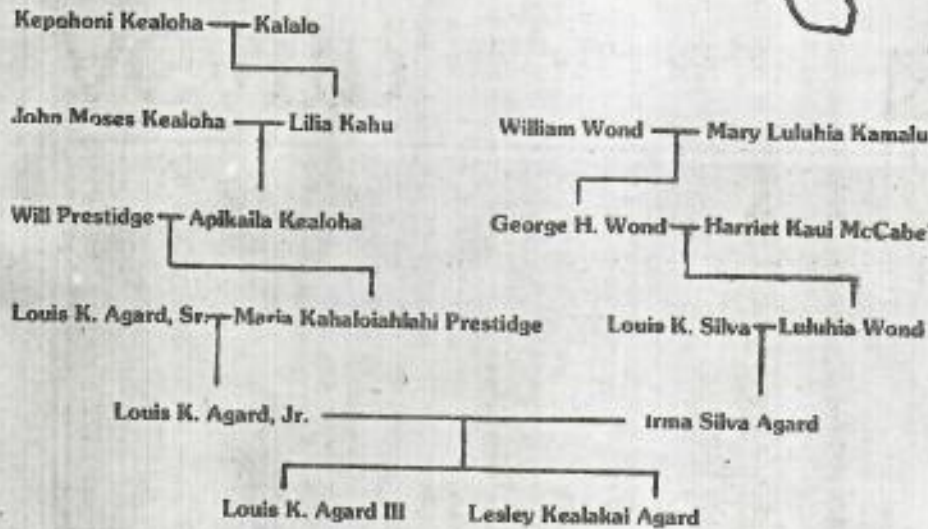 Kepohoni Kealoha Kalalo
John Moses Kealoha Lilia Kahu
William Wond Mary Luluhia Kamalu
Will Prestidge Apikaila Kealoha
George H. Wond Harriet Kaui McCabe
Louis K. Agard, Sr. Maria Kahaloiahlahi Prestidge
Louis K. Silva Luluhia Wond
Louis K. Agard, Jr. Irma Silva Agard
Louis K. Agard III Lesley Kealakai Agard